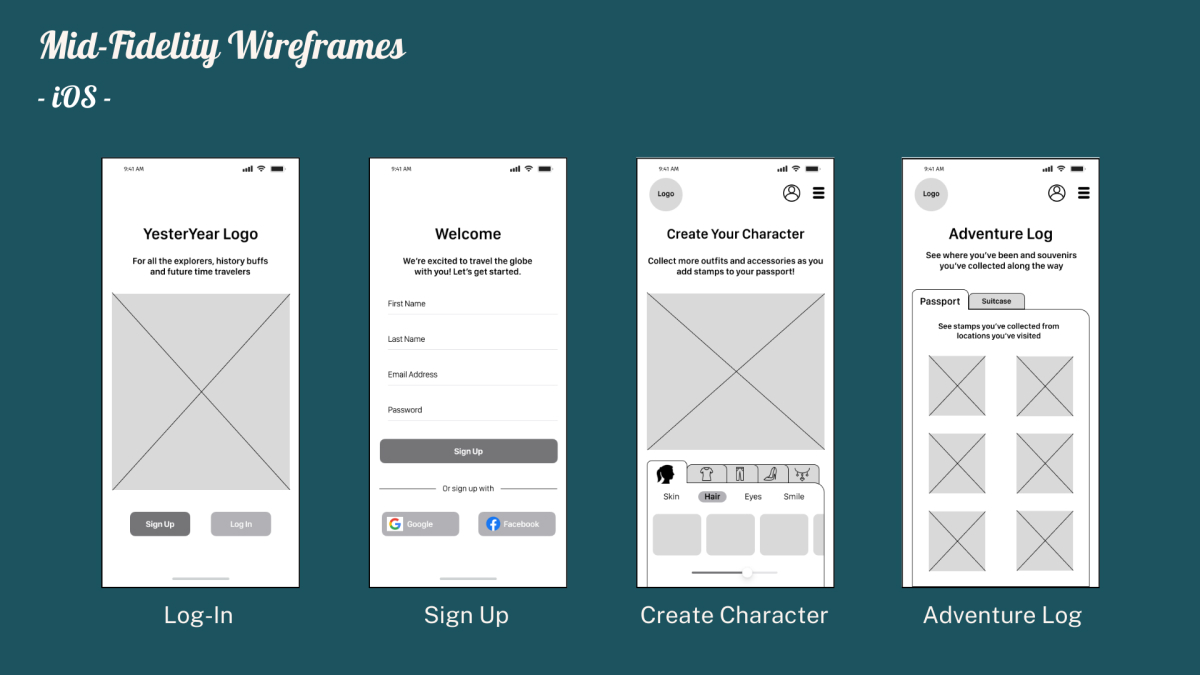 Mid-Fidelity Wireframes
- iOS -
9:41 AM
YesterYear Logo
For all the explorers, history buffs
and future time travelers
Sign Up
Log In
Log-In
9:41 AM
Welcome
We're excited to travel the globe
with you! Let's get started.
First Name
Last Name
Email Address
Password
Sign Up
Or sign up with
Google
Facebook
Sign Up
9:41 AM
Logo
Create Your Character
Collect more outfits and accessories as you
add stamps to your passport!
Skin
Hair
Eyes
Smile
Create Character
9:41 AM
Logo
Adventure Log
See where you've been and souvenirs
you've collected along the way
Passport
Suitcase
See stamps you've collected from
locations you've visited
Adventure Log